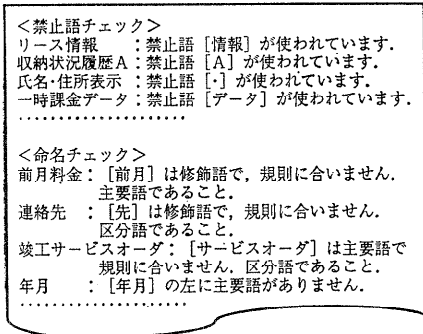 <禁止語チェック>
リース情報 :禁止語[情報]が使われています.
収納状況履歴A:禁止語[A]が使われています.
氏名・住所表示 :禁止語[・]が使われています.
一時課金データ:禁止語[データ]が使われています.
・・・・・・・・・・・・・・・・・・・・
<命名チェック>
前月料金:[前月]は修飾語で,規則に合いません.
主要語であること.
連絡先 :[先]は修飾語で,規則に合いません.
区分語であること.
竣工サービスオーダ:[サービスオーダ]は主要語で
規則に合いません.区分語であること.
年月 :[年月]の左に主要語がありません.
・・・・・・・・・・・・・・・・・・・・